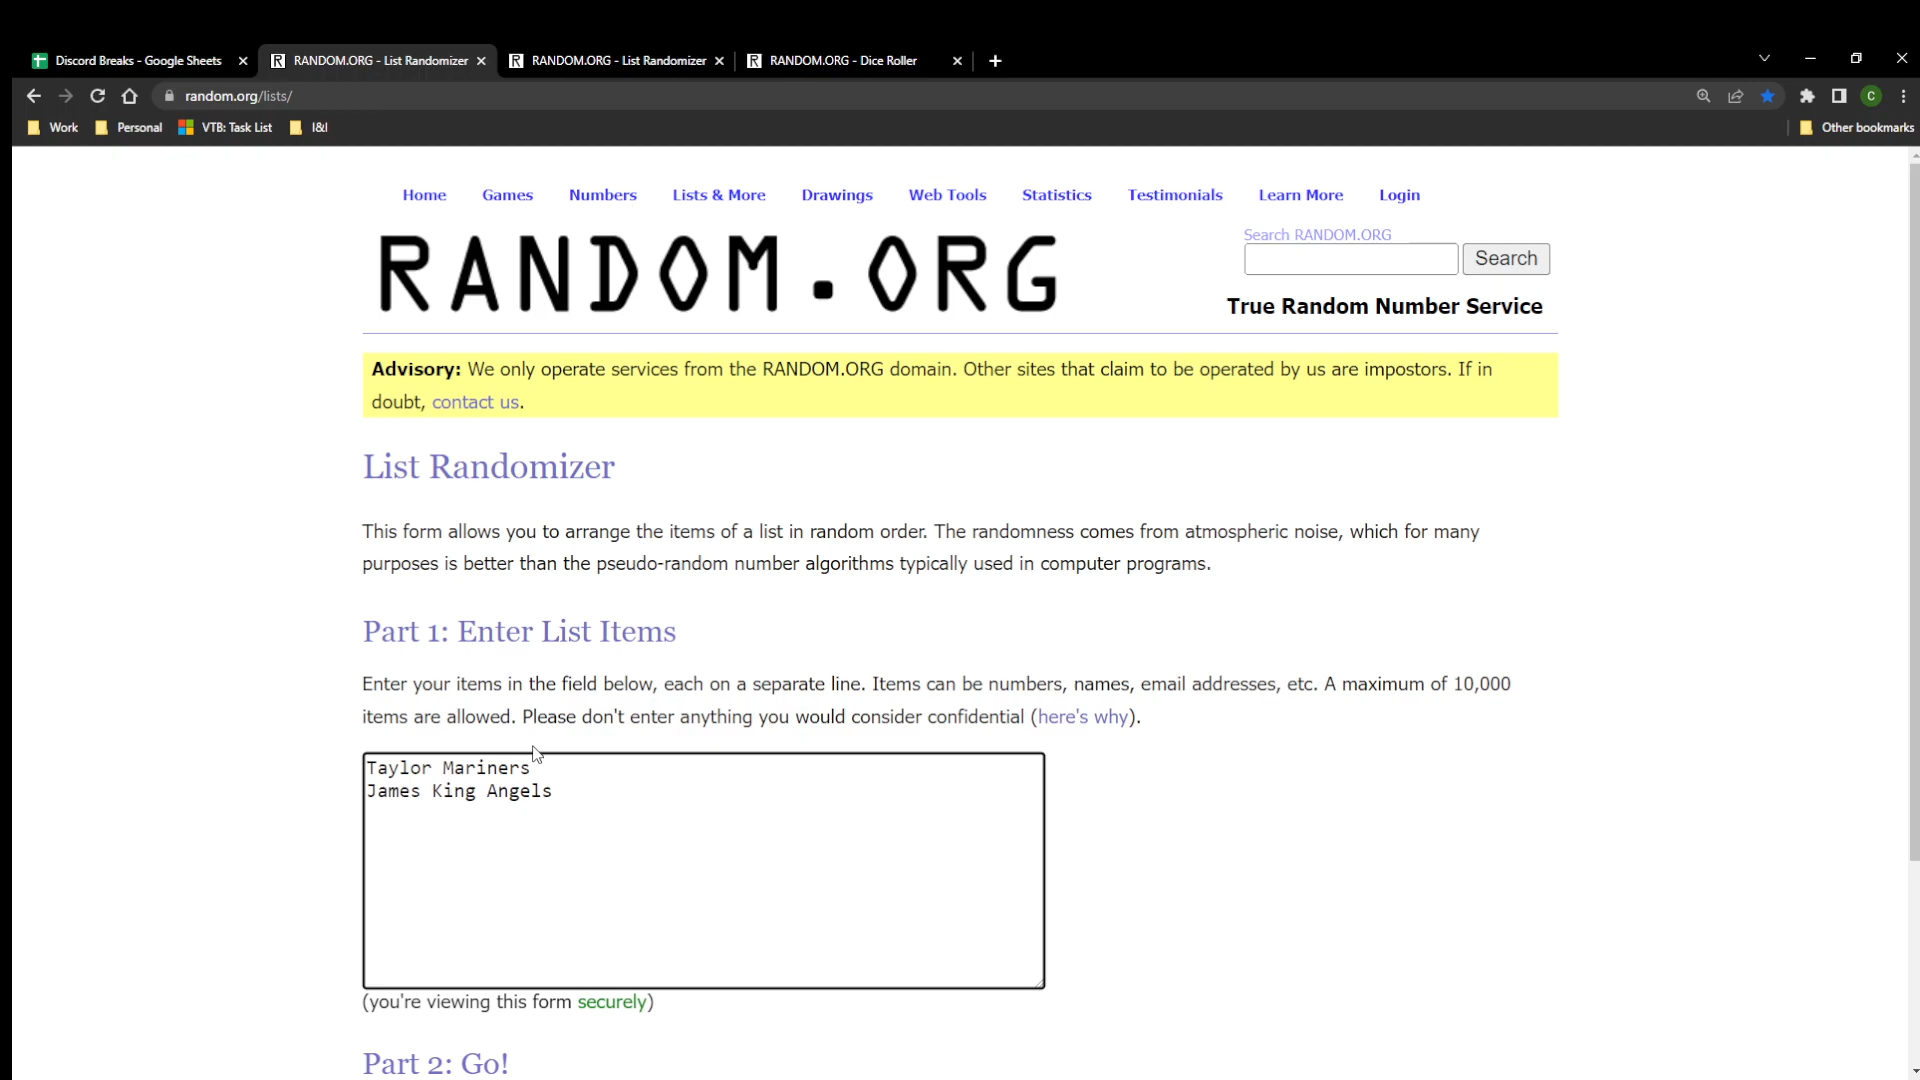 Discord Breaks - Google Sheets RANDOM.ORG - List Randomizer RANDOM.ORG - List Randomizer RANDOM.ORG - Dice Roller
random.org/lists/
C
Work Personal VTB: Task List I&I Other bookmarks
Home Games Numbers Lists & More Drawings Web Tools Statistics Testimonials Learn More Login
RANDOM.ORG
Search RANDOM.ORG
Search
True Random Number Service
Advisory: We only operate services from the RANDOM.ORG domain. Other sites that claim to be operated by us are impostors. If in
doubt, contact us.
List Randomizer
This form allows you to arrange the items of a list in random order. The randomness comes from atmospheric noise, which for many
purposes is better than the pseudo-random number algorithms typically used in computer programs.
Part 1: Enter List Items
Enter your items in the field below, each on a separate line. Items can be numbers, names, email addresses, etc. A maximum of 10,000
items are allowed. Please don't enter anything you would consider confidential (here's why).
Taylor Mariners
James King Angels
(you're viewing this form securely)
Part 2: Go!